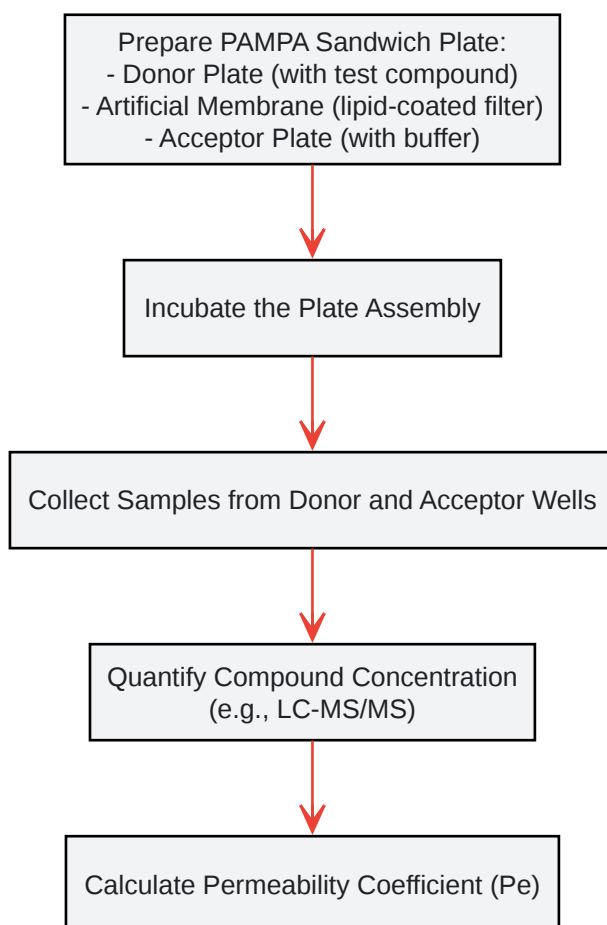 Prepare PAMPA Sandwich Plate:
- Donor Plate (with test compound)
- Artificial Membrane (lipid-coated filter)
- Acceptor Plate (with buffer)
Incubate the Plate Assembly
Collect Samples from Donor and Acceptor Wells
Quantify Compound Concentration
(e.g., LC-MS/MS)
Calculate Permeability Coefficient (Pe)